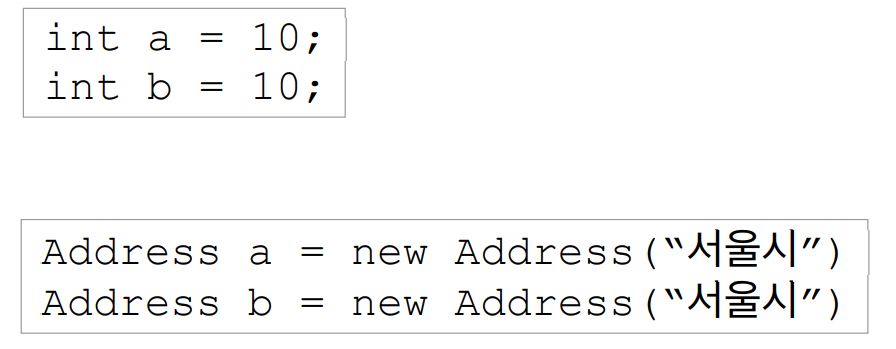 int a = 10;
int b = 10;
Address a = new Address(“서울시”)
Address b = new Address(“서울시”)